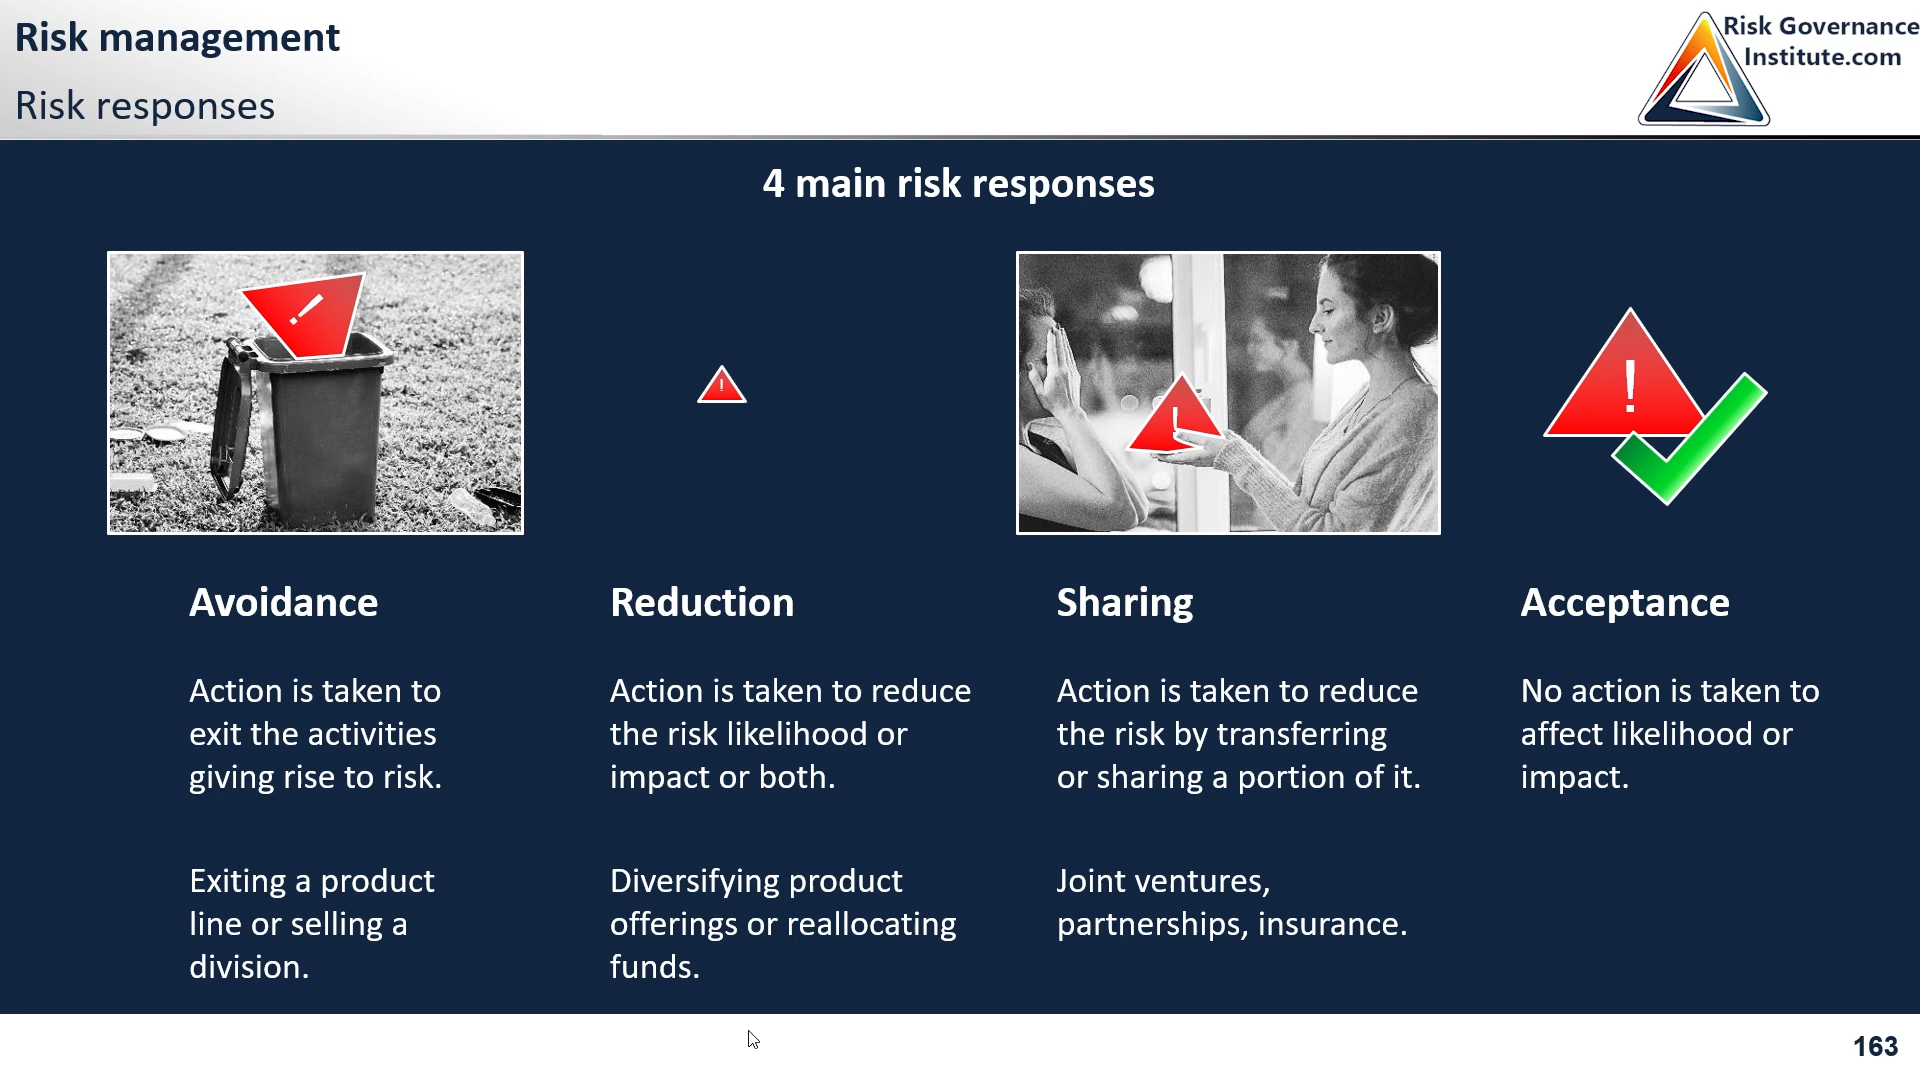 Risk management
Risk responses
Risk Governance
Institute.com
4 main risk responses
!
!
!
!
Avoidance
Action is taken to
exit the activities
giving rise to risk.
Exiting a product
line or selling a
division.
Reduction
Action is taken to reduce
the risk likelihood or
impact or both.
Diversifying product
offerings or reallocating
funds.
Sharing
Action is taken to reduce
the risk by transferring
or sharing a portion of it.
Joint ventures,
partnerships, insurance.
Acceptance
No action is taken to
affect likelihood or
impact.
163